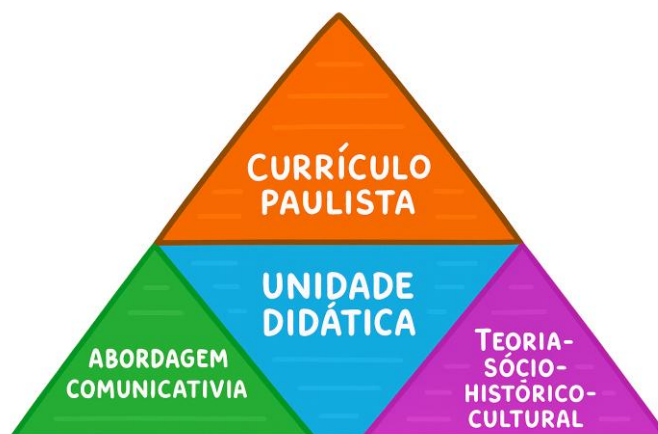 CURRÍCULO
PAULISTA
UNIDADE
DIDÁTICA
ABORDAGEM
COMUNICATIVIA
TEORIA-
SÓCIO-
HISTÓRICO-
CULTURAL